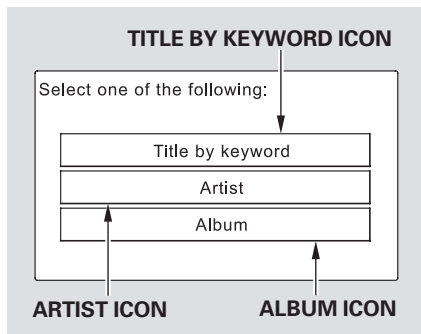 TITLE BY KEYWORD ICON
Select one of the following:
Title by keyword
Artist
Album
ARTIST ICON
ALBUM ICON